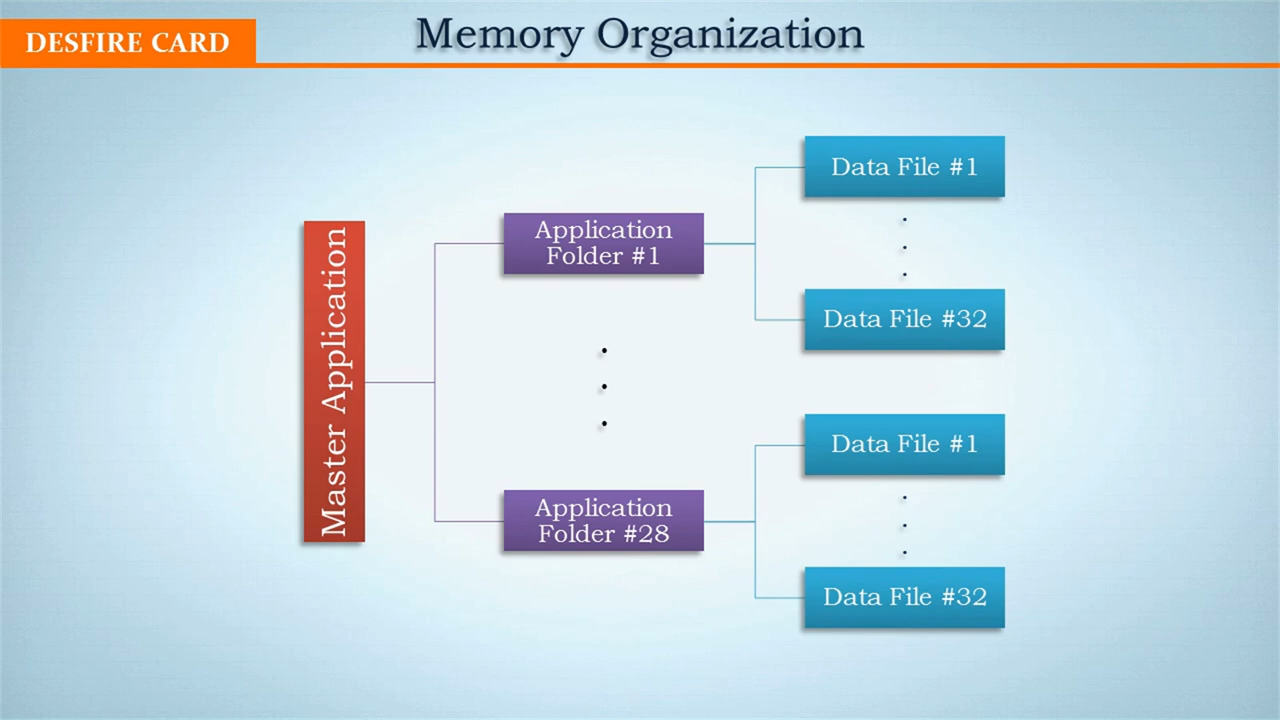 DESFIRE CARD
Memory Organization
Master Application
Application
Folder #1
Data File #1
Data File #32
Application
Folder #28
Data File #1
Data File #32